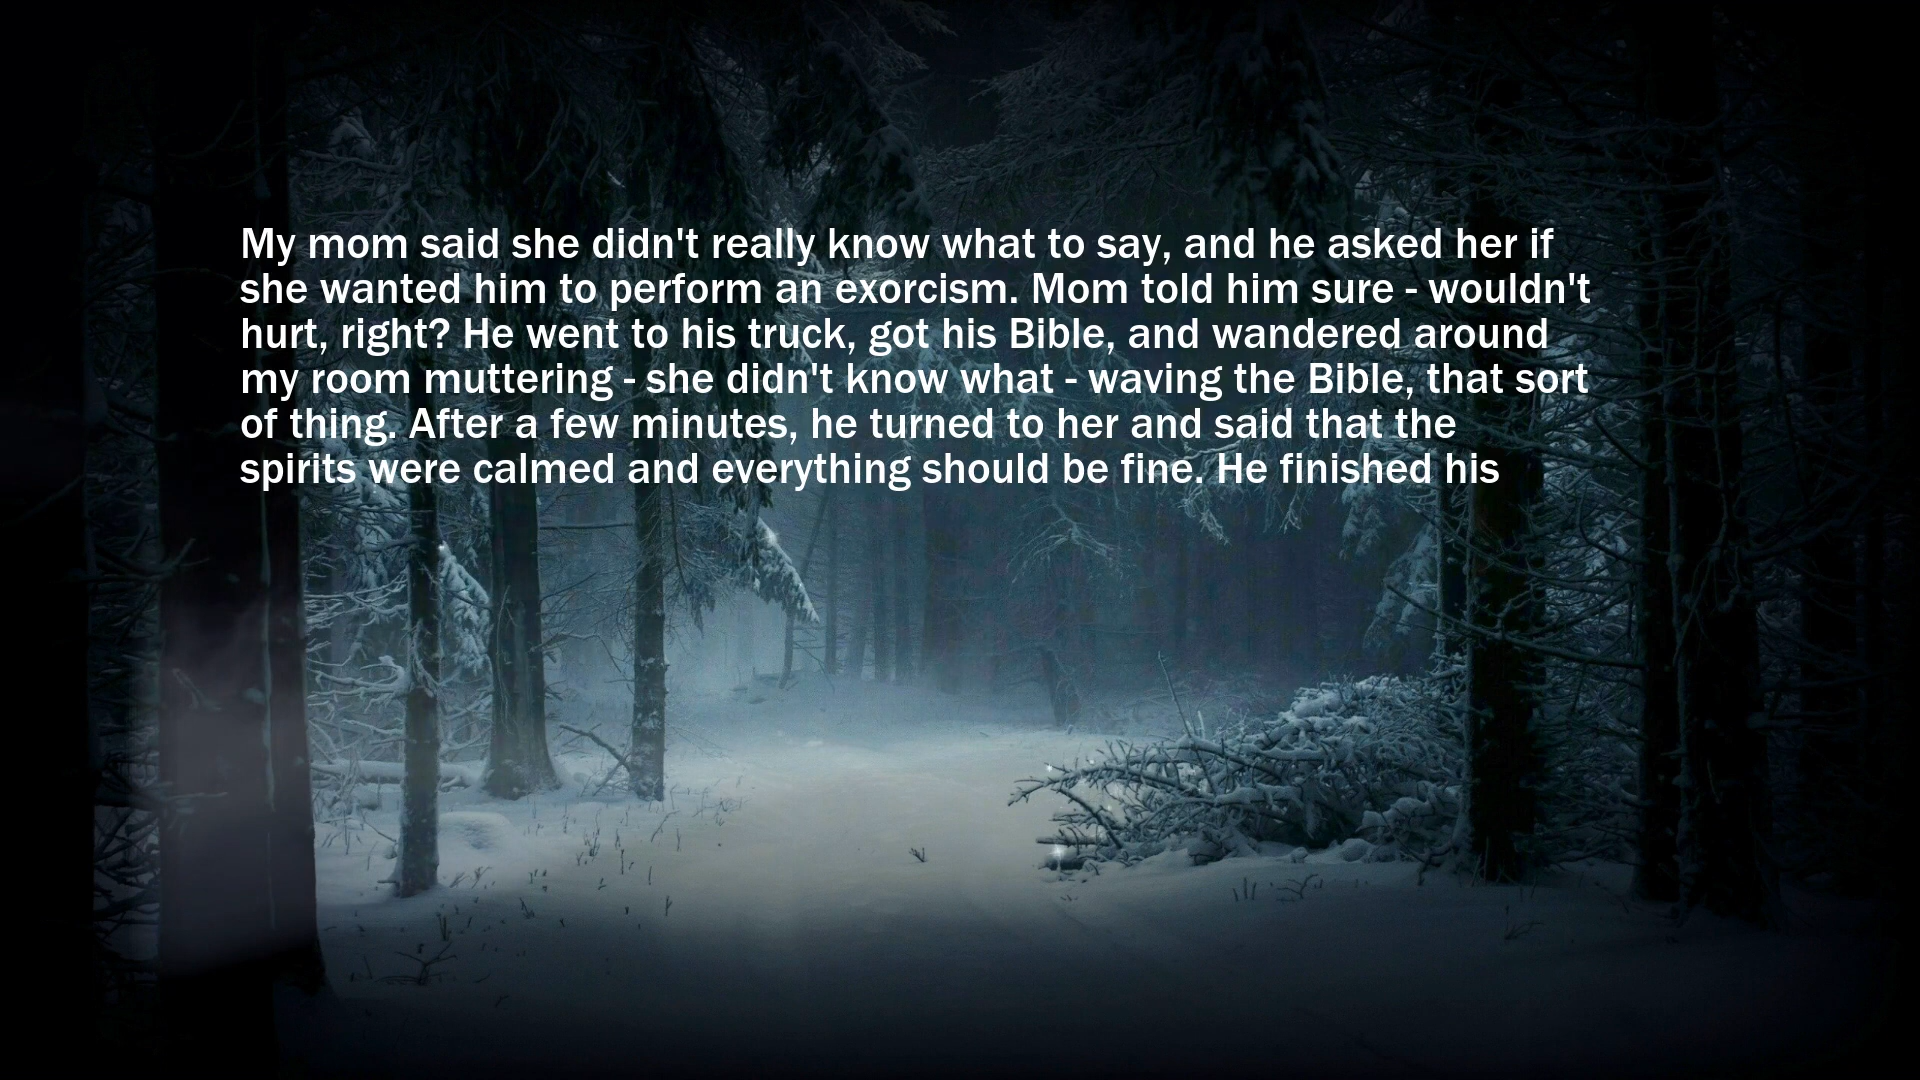 My mom said she didn't really know what to say, and he asked her if
she wanted him to perform an exorcism. Mom told him sure - wouldn't
hurt, right? He went to his truck, got his Bible, and wandered around
my room muttering - she didn't know what - waving the Bible, that sort
of thing. After a few minutes, he turned to her and said that the
spirits were calmed and everything should be fine. He finished his